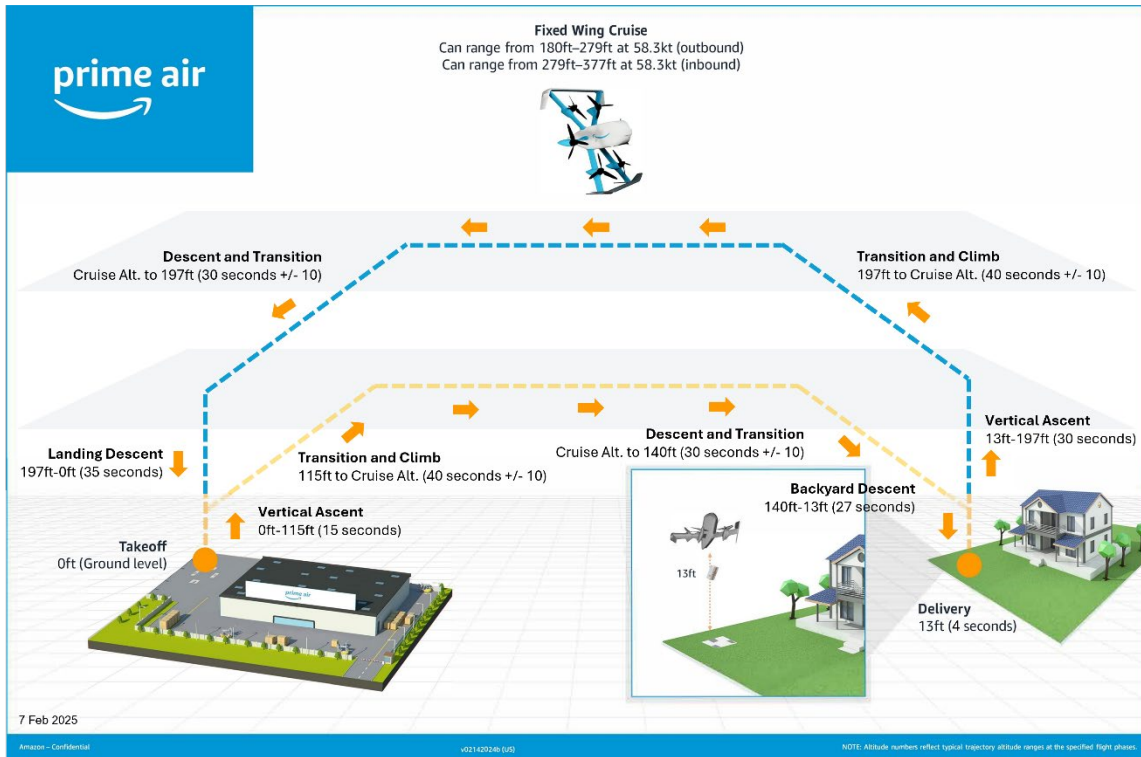 prime air
Fixed Wing Cruise
Can range from 180ft–279ft at 58.3kt (outbound)
Can range from 279ft–377ft at 58.3kt (inbound)
Descent and Transition
Cruise Alt. to 197ft (30 seconds +/- 10)
Transition and Climb
197ft to Cruise Alt. (40 seconds +/- 10)
Landing Descent
197ft-0ft (35 seconds)
Transition and Climb
115ft to Cruise Alt. (40 seconds +/- 10)
Descent and Transition
Cruise Alt. to 140ft (30 seconds +/- 10)
Vertical Ascent
13ft-197ft (30 seconds)
Vertical Ascent
0ft-115ft (15 seconds)
Backyard Descent
140ft-13ft (27 seconds)
Takeoff
0ft (Ground level)
prime air
13ft
Delivery
13ft (4 seconds)
7 Feb 2025
Amazon – Confidential
v02142024b (US)
NOTE: Altitude numbers reflect typical trajectory altitude ranges at the specified flight phases.